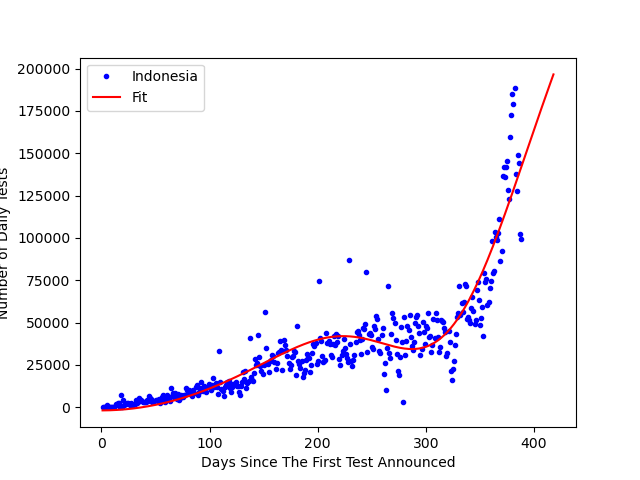 Indonesia
Fit
200000
175000
150000
125000
100000
75000
50000
25000
0
Number of Daily Tests
0 100 200 300 400
Days Since The First Test Announced